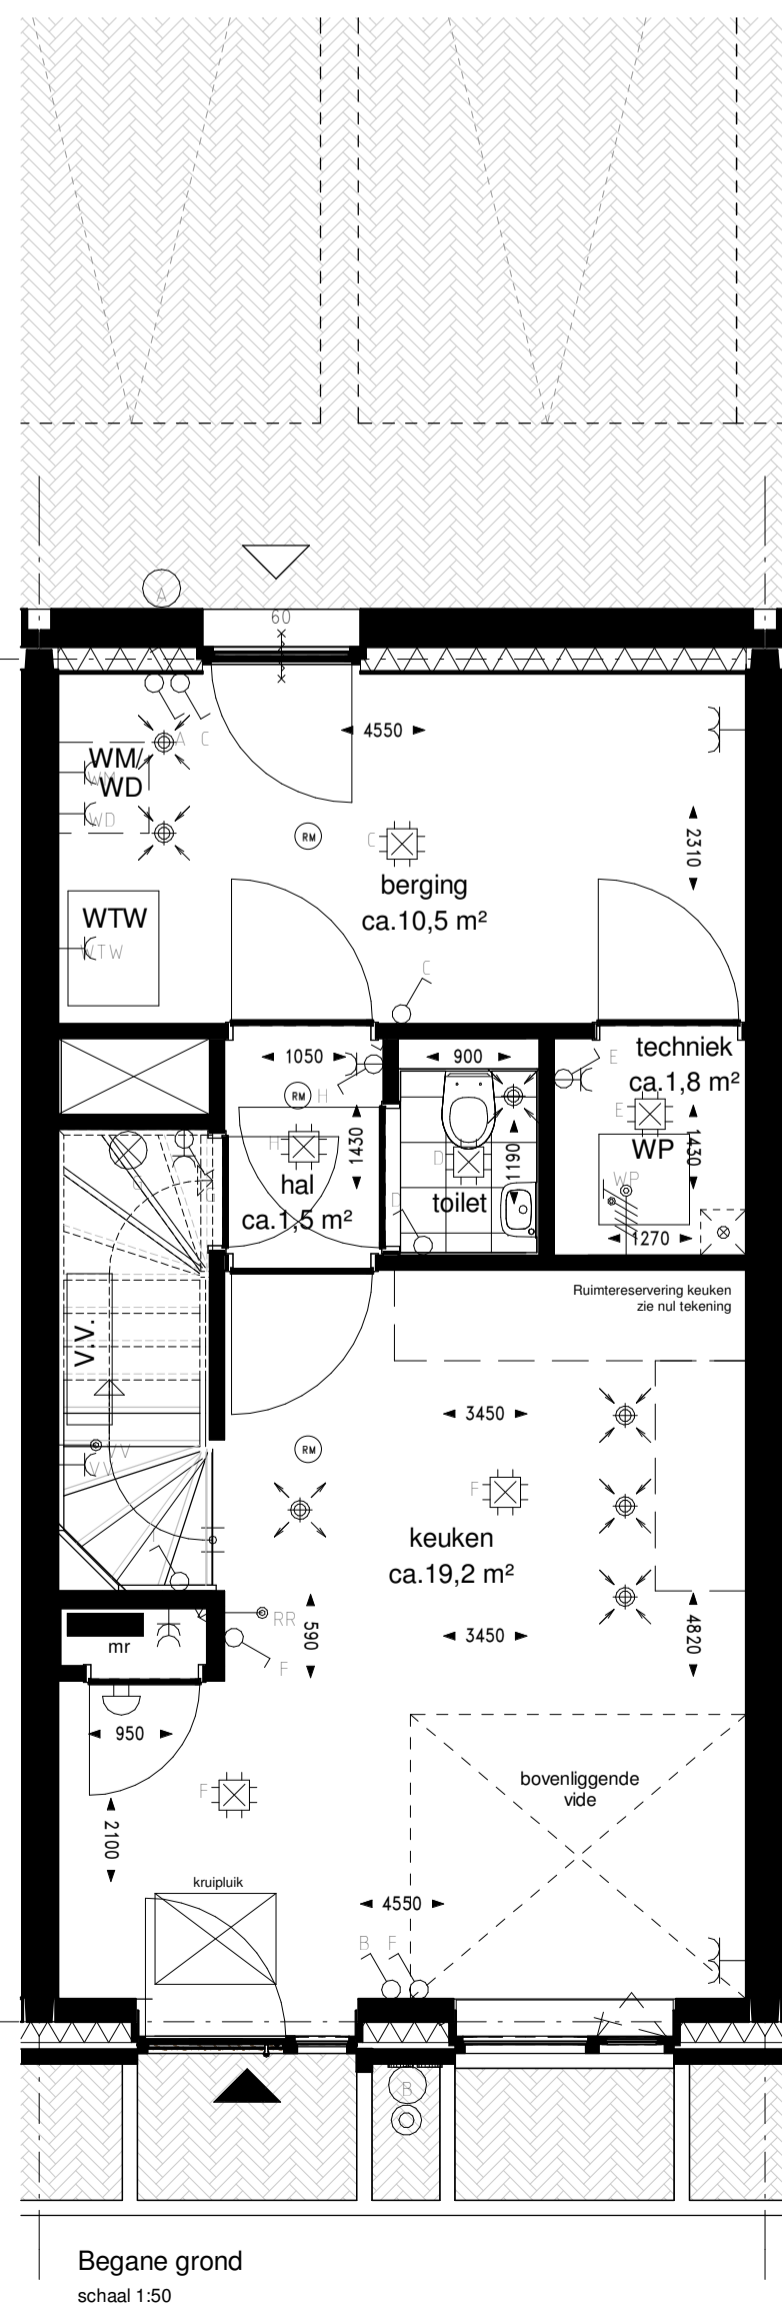 A
60
A
C
4550
WM/
WD
WM
WD
RM
C
2310
berging
ca.10,5 m²
WTW
WTW
C
1050
900
E
techniek
ca.1,8 m²
RM
H
E
H
1430
1190
1430
D
WP
hal
ca.1,5 m²
toilet
D
WP
1270
Ruimtereservering keuken
zie nul tekening
V.V.
3450
RM
VV
VV
F
keuken
ca.19,2 m²
RR
F
590
3450
4820
mr
950
F
bovenliggende
vide
2100
kruipluik
4550
B
F
B
Begane grond
schaal 1:50